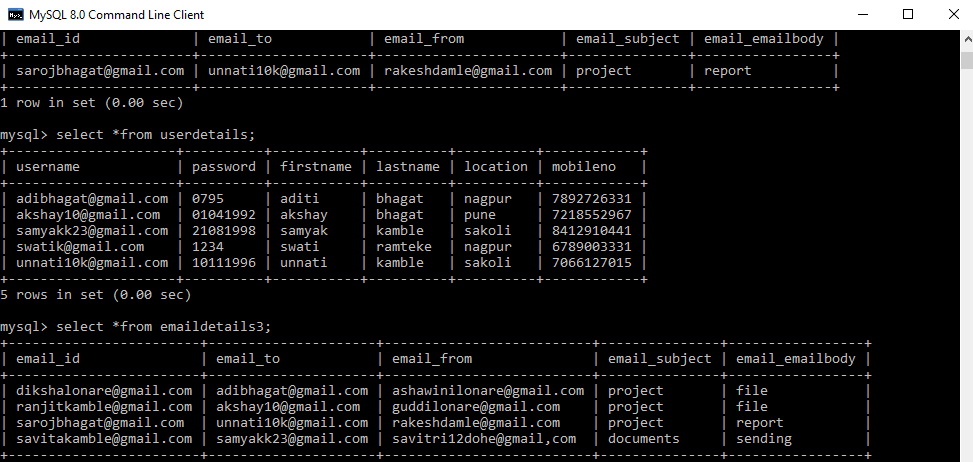 MySQL 8.0 Command Line Client
| email_id | email_to | email_from | email_subject | email_emailbody |
+---------------------+--------------------+----------------------+---------------+-----------------+
| sarojbhagat@gmail.com | unnati10k@gmail.com | rakeshdamle@gmail.com | project | report |
+---------------------+--------------------+----------------------+---------------+-----------------+
1 row in set (0.00 sec)
mysql> select *from userdetails;
+---------------------+----------+-----------+----------+----------+------------+
| username | password | firstname | lastname | location | mobileno |
+---------------------+----------+-----------+----------+----------+------------+
| adibhagat@gmail.com | 0795 | aditi | bhagat | nagpur | 7892726331 |
| akshay10@gmail.com | 01041992 | akshay | bhagat | pune | 7218552967 |
| samyakk23@gmail.com | 21081998 | samyak | kamble | sakoli | 8412910441 |
| swatik@gmail.com | 1234 | swati | ramteke | nagpur | 6789003331 |
| unnati10k@gmail.com | 10111996 | unnati | kamble | sakoli | 7066127015 |
+---------------------+----------+-----------+----------+----------+------------+
5 rows in set (0.00 sec)
mysql> select *from emaildetails3;
+------------------------+---------------------+--------------------------+---------------+-----------------+
| email_id | email_to | email_from | email_subject | email_emailbody |
+------------------------+---------------------+--------------------------+---------------+-----------------+
| dikshalonare@gmail.com | adibhagat@gmail.com | ashawinilonare@gmail.com | project | file |
| ranjitkamble@gmail.com | akshay10@gmail.com | guddilonare@gmail.com | project | file |
| sarojbhagat@gmail.com | unnati10k@gmail.com | rakeshdamle@gmail.com | project | report |
| savitakamble@gmail.com | samyakk23@gmail.com | savitri12dohe@gmail,com | documents | sending |
+------------------------+---------------------+--------------------------+---------------+-----------------+